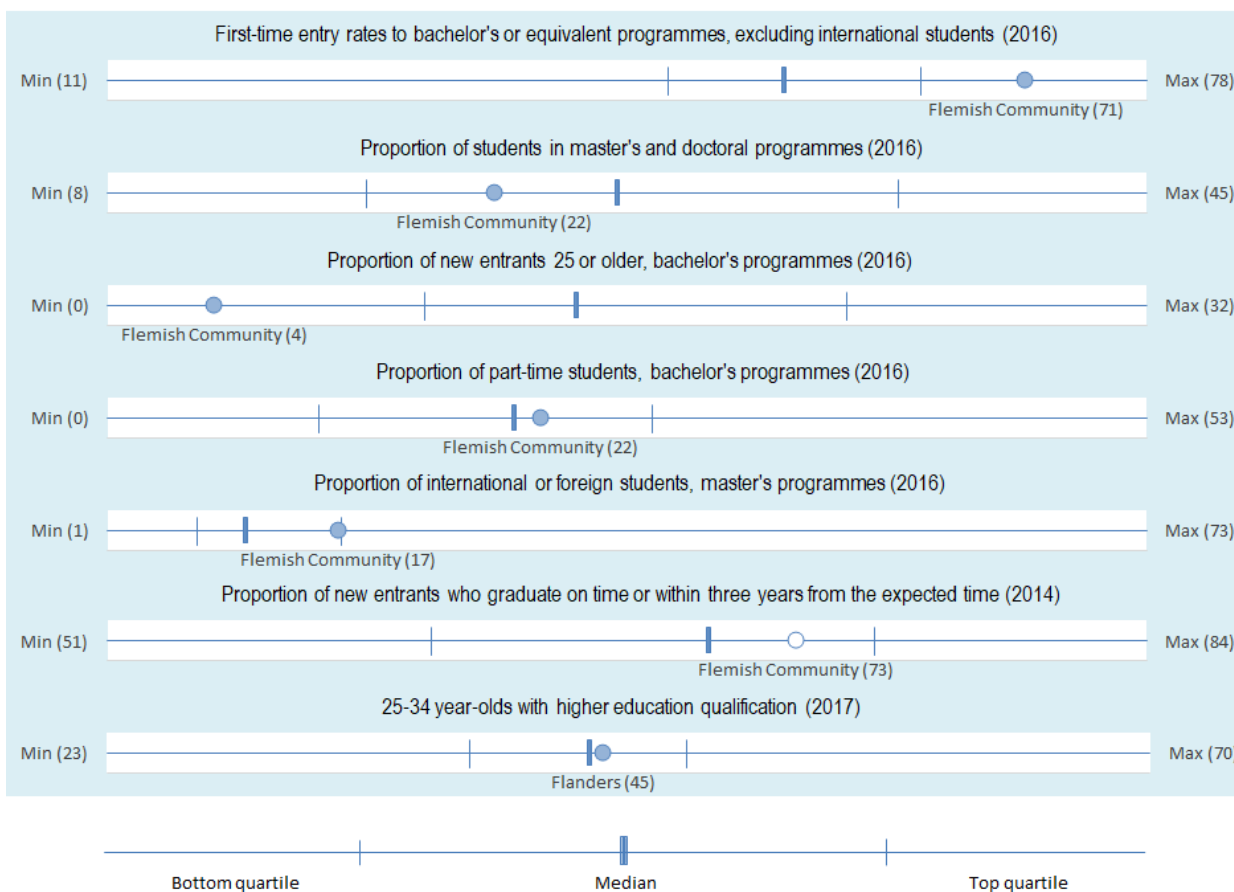 First-time entry rates to bachelor's or equivalent programmes, excluding international students (2016)
Min (11)
Max (78)
Flemish Community (71)
Proportion of students in master's and doctoral programmes (2016)
Min (8)
Max (45)
Flemish Community (22)
Proportion of new entrants 25 or older, bachelor's programmes (2016)
Min (0)
Max (32)
Flemish Community (4)
Proportion of part-time students, bachelor's programmes (2016)
Min (0)
Max (53)
Flemish Community (22)
Proportion of international or foreign students, master's programmes (2016)
Min (1)
Max (73)
Flemish Community (17)
Proportion of new entrants who graduate on time or within three years from the expected time (2014)
Min (51)
Max (84)
Flemish Community (73)
25-34 year-olds with higher education qualification (2017)
Min (23)
Max (70)
Flanders (45)
Bottom quartile
Median
Top quartile